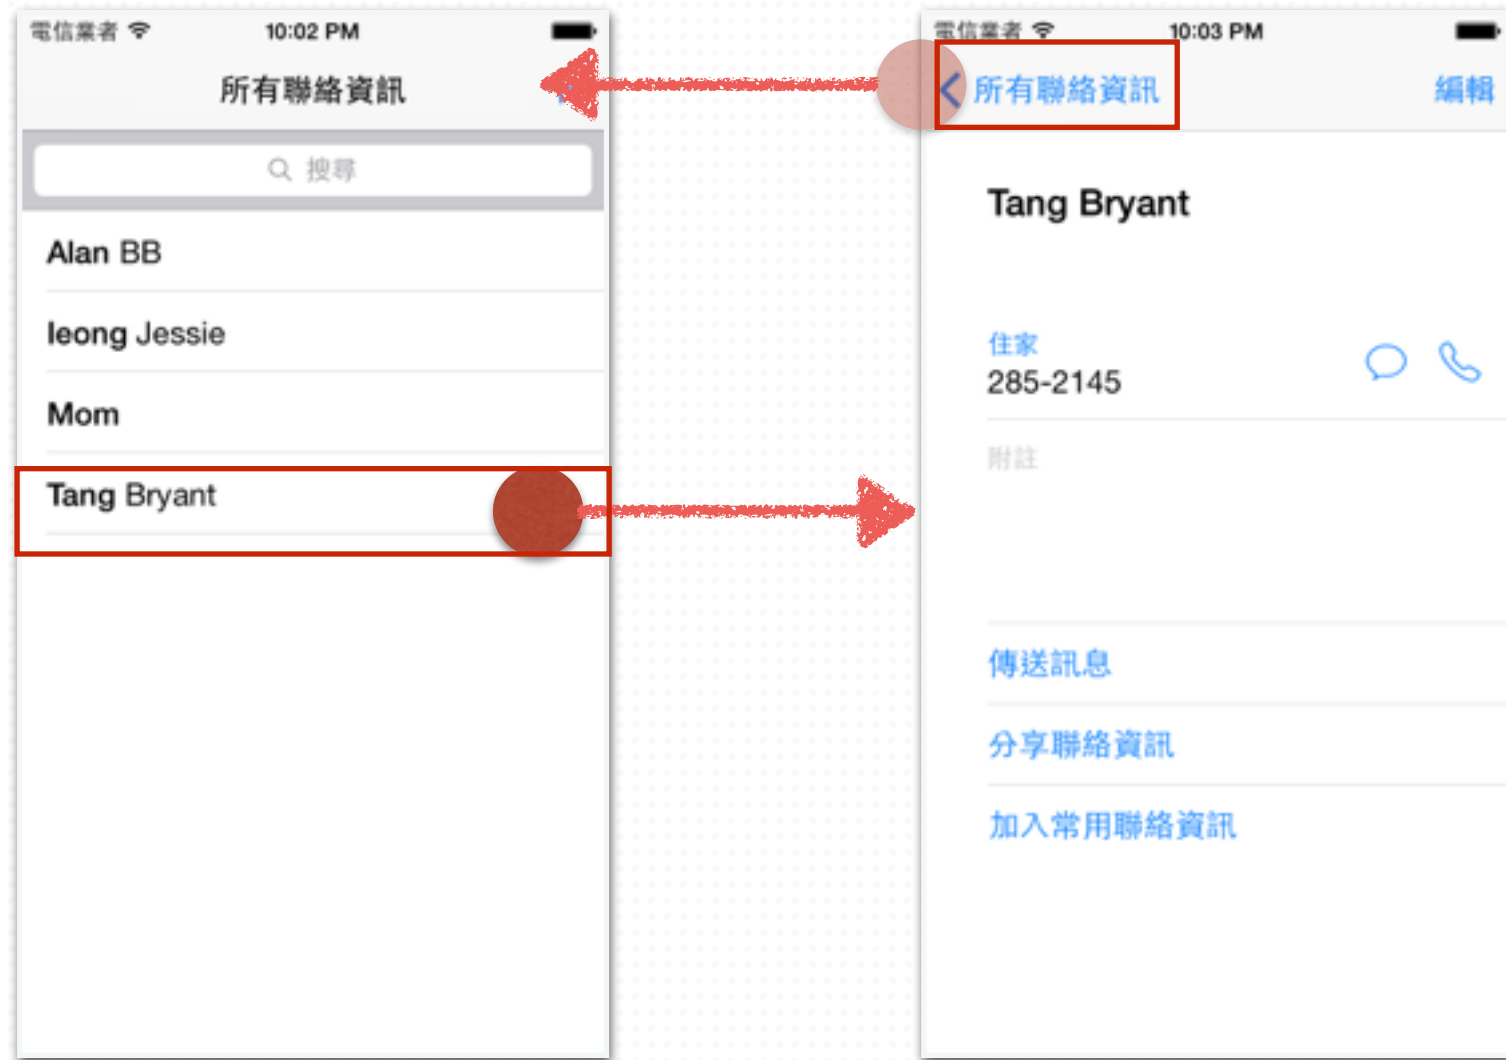 電信業者 10:02 PM
所有聯絡資訊
搜尋
Alan BB
Ieong Jessie
Mom
Tang Bryant
電信業者 10:03 PM
所有聯絡資訊 編輯
Tang Bryant
住家
285-2145
附註
傳送訊息
分享聯絡資訊
加入常用聯絡資訊